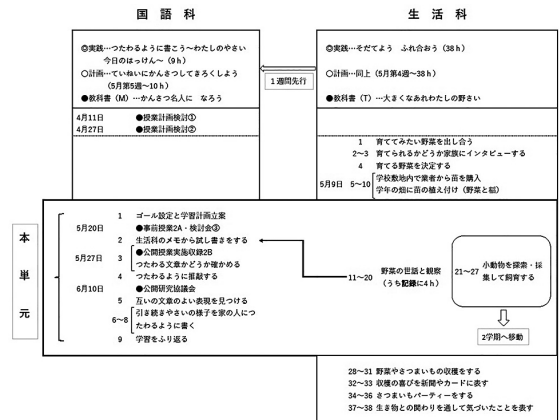 国語科
◎実践…つたわるように書こう～わたしのやさい
今日のはっけん～（9ｈ）
〇計画…ていねいにかんさつしてきろくしよう
（5月第5週～10ｈ）
●教科書（M）…かんさつ名人に　なろう
4月11日　●授業計画検討①
4月27日　●授業計画検討②
1週間先行
生活科
◎実践…そだてよう　ふれ合おう（38ｈ）
〇計画…同上（5月第4週～38ｈ）
●教科書（T）…大きくなあれわたしの野さい
1　育ててみたい野菜を出し合う
2～3　育てられるかどうか家族にインタビューする
4　育てる野菜を決定する
5月9日　5～10　学校敷地内で業者から苗を購入
学年の畑に苗の植え付け（野菜と稲）
本単元
1　ゴール設定と学習計画立案
5月20日　●事前授業2A・検討会③
2　生活科のメモから試し書きをする
5月27日　3　●公開授業実施収録2B
つたわる文章かどうか確かめる
4　つたわるように推敲する
6月10日　●公開研究協議会
5　互いの文章のよい表現を見つける
6～8　引き続きやさいの様子を家の人につ
たわるように書く
9　学習をふり返る
11～20　野菜の世話と観察
（うち記録に4ｈ）
21～27　小動物を探索・採
集して飼育する
2学期へ移動
28～31　野菜やさつまいもの収穫をする
32～33　収穫の喜びを新聞やカードに表す
34～36　さつまいもパーティーをする
37～38　生き物との関わりを通して気づいたことを表す